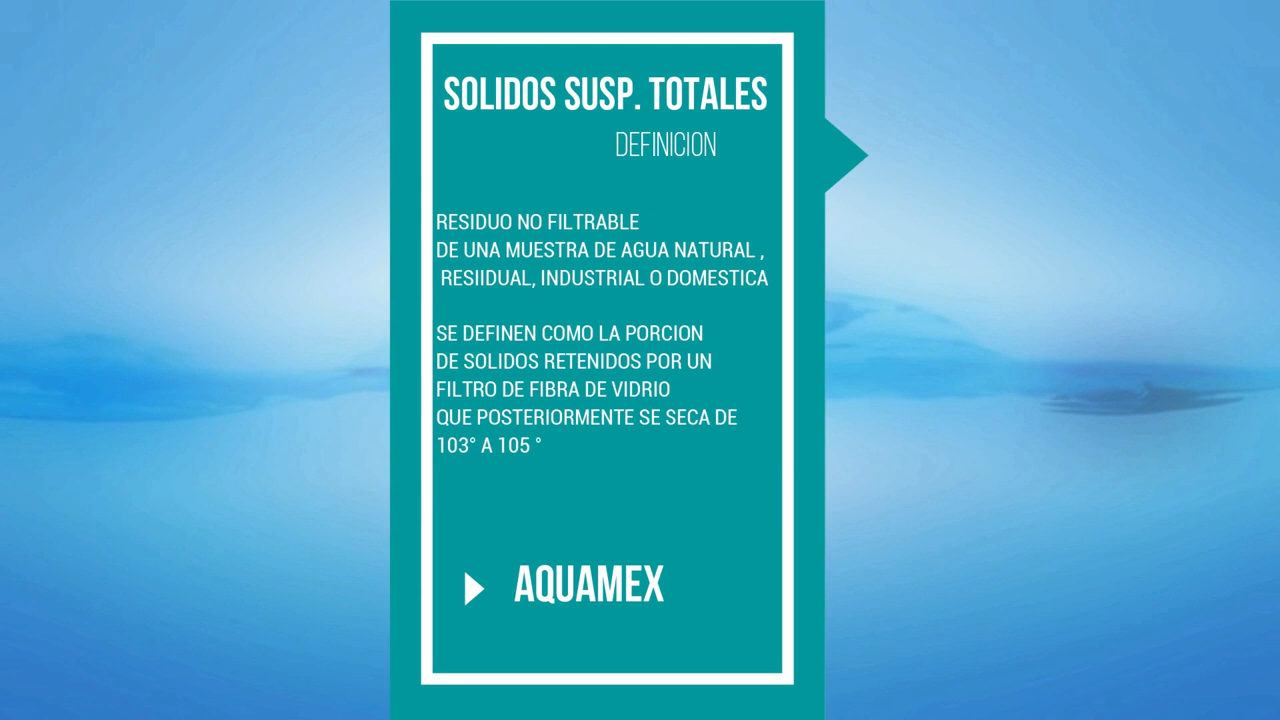 SOLIDOS SUSP. TOTALES
DEFINICION
RESIDUO NO FILTRABLE
DE UNA MUESTRA DE AGUA NATURAL ,
RESIIDUAL, INDUSTRIAL O DOMESTICA
SE DEFINEN COMO LA PORCION
DE SOLIDOS RETENIDOS POR UN
FILTRO DE FIBRA DE VIDRIO
QUE POSTERIORMENTE SE SECA DE
103° A 105 °
AQUAMEX